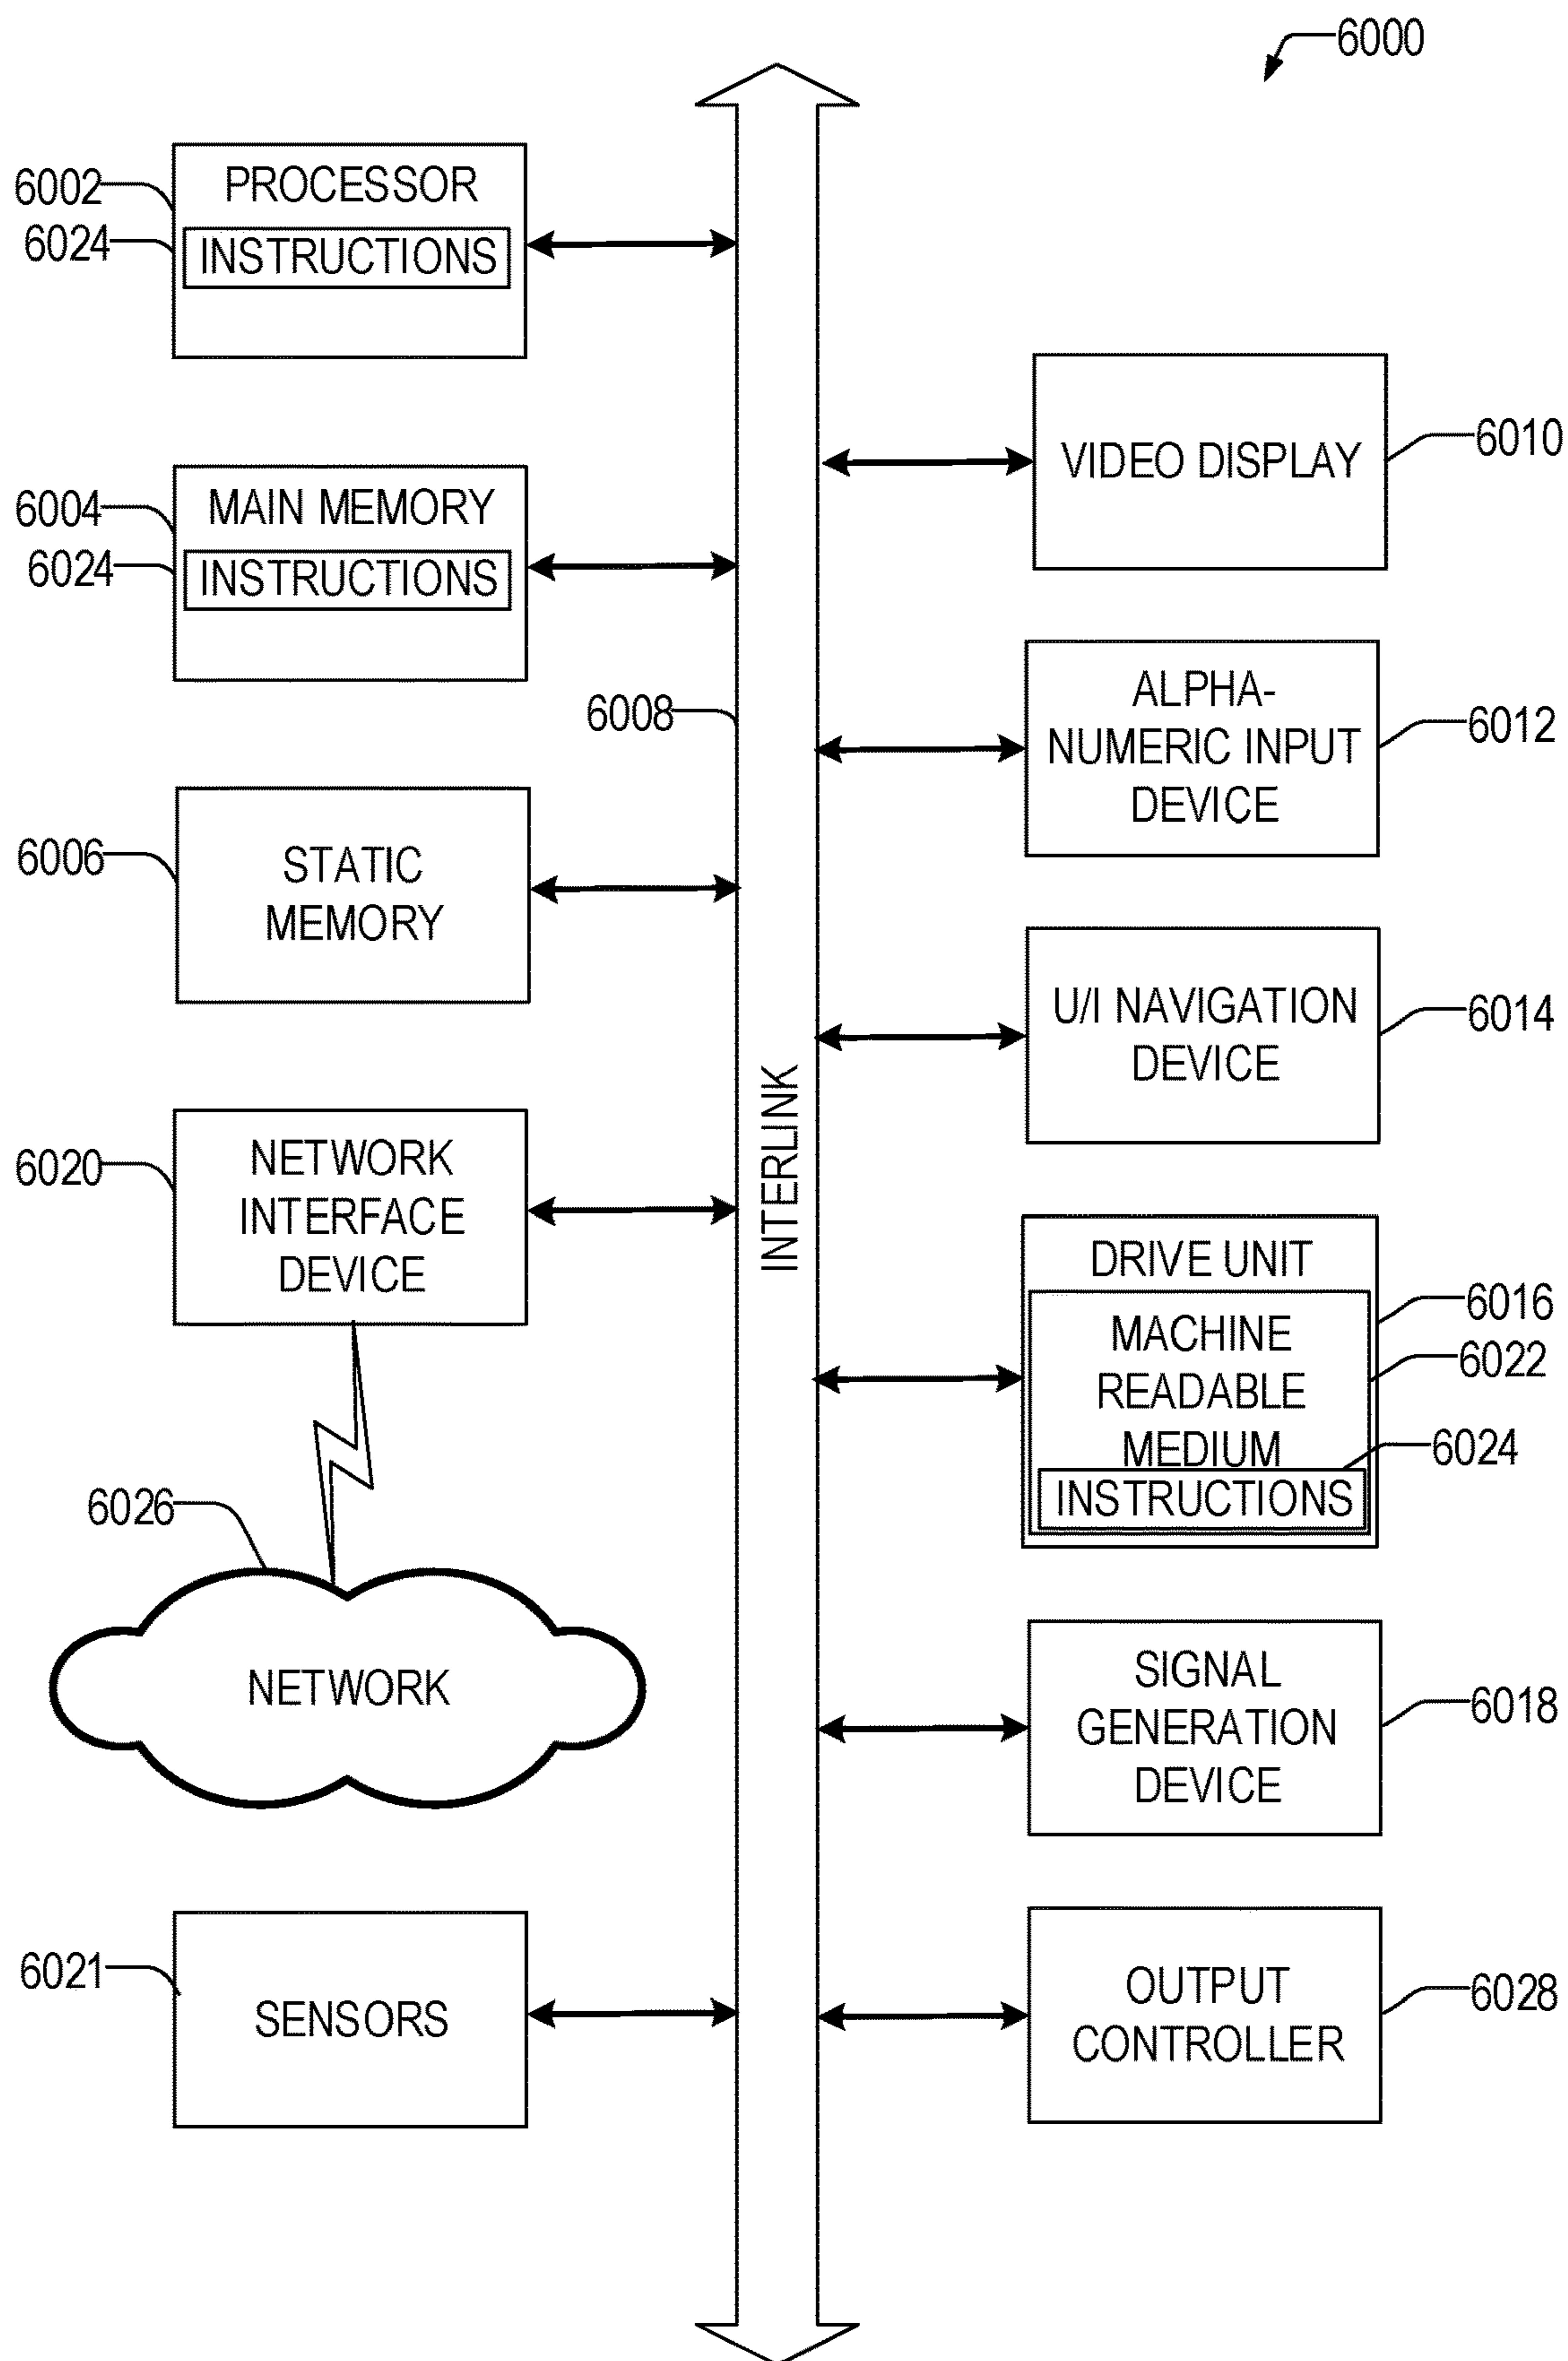 6000
6002
PROCESSOR
6024
INSTRUCTIONS
6004
MAIN MEMORY
6024
INSTRUCTIONS
6008
6006
STATIC
MEMORY
6020
NETWORK
INTERFACE
DEVICE
6026
NETWORK
6021
SENSORS
INTERLINK
VIDEO DISPLAY
6010
ALPHA-
NUMERIC INPUT
DEVICE
6012
U/I NAVIGATION
DEVICE
6014
DRIVE UNIT
6016
MACHINE
READABLE
MEDIUM
6022
6024
INSTRUCTIONS
SIGNAL
GENERATION
DEVICE
6018
OUTPUT
CONTROLLER
6028